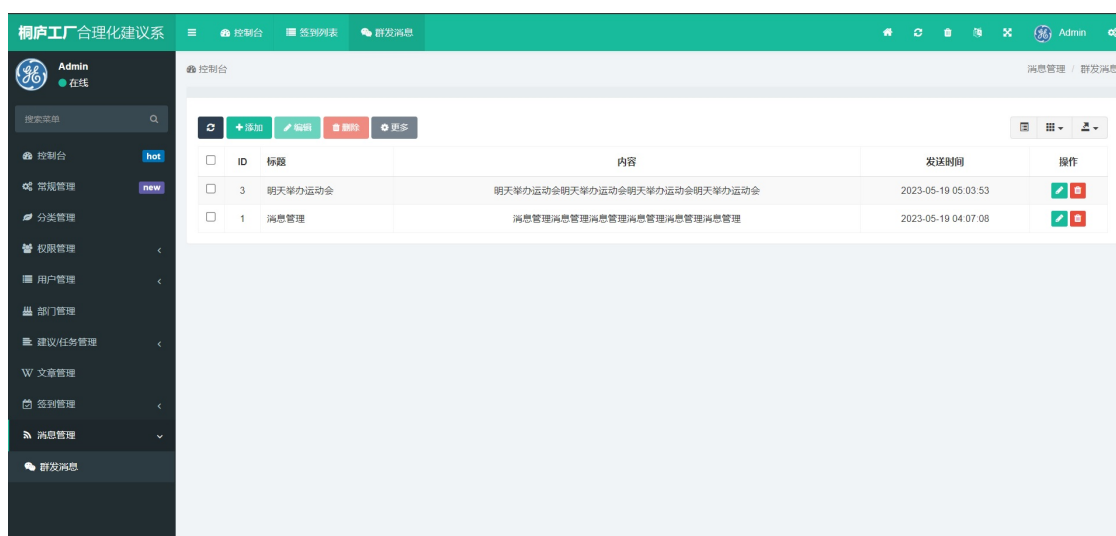 桐庐工厂合理化建议系
控制台
签到列表
群发消息
Admin
Admin
在线
控制台
消息管理 / 群发消息
搜索菜单
添加
编辑
删除
更多
控制台 hot
常规管理 new
分类管理
权限管理
用户管理
部门管理
建议/任务管理
文章管理
签到管理
消息管理
群发消息
ID 标题 内容 发送时间 操作
3 明天举办运动会 明天举办运动会明天举办运动会明天举办运动会明天举办运动会 2023-05-19 05:03:53
1 消息管理 消息管理消息管理消息管理消息管理消息管理消息管理 2023-05-19 04:07:08